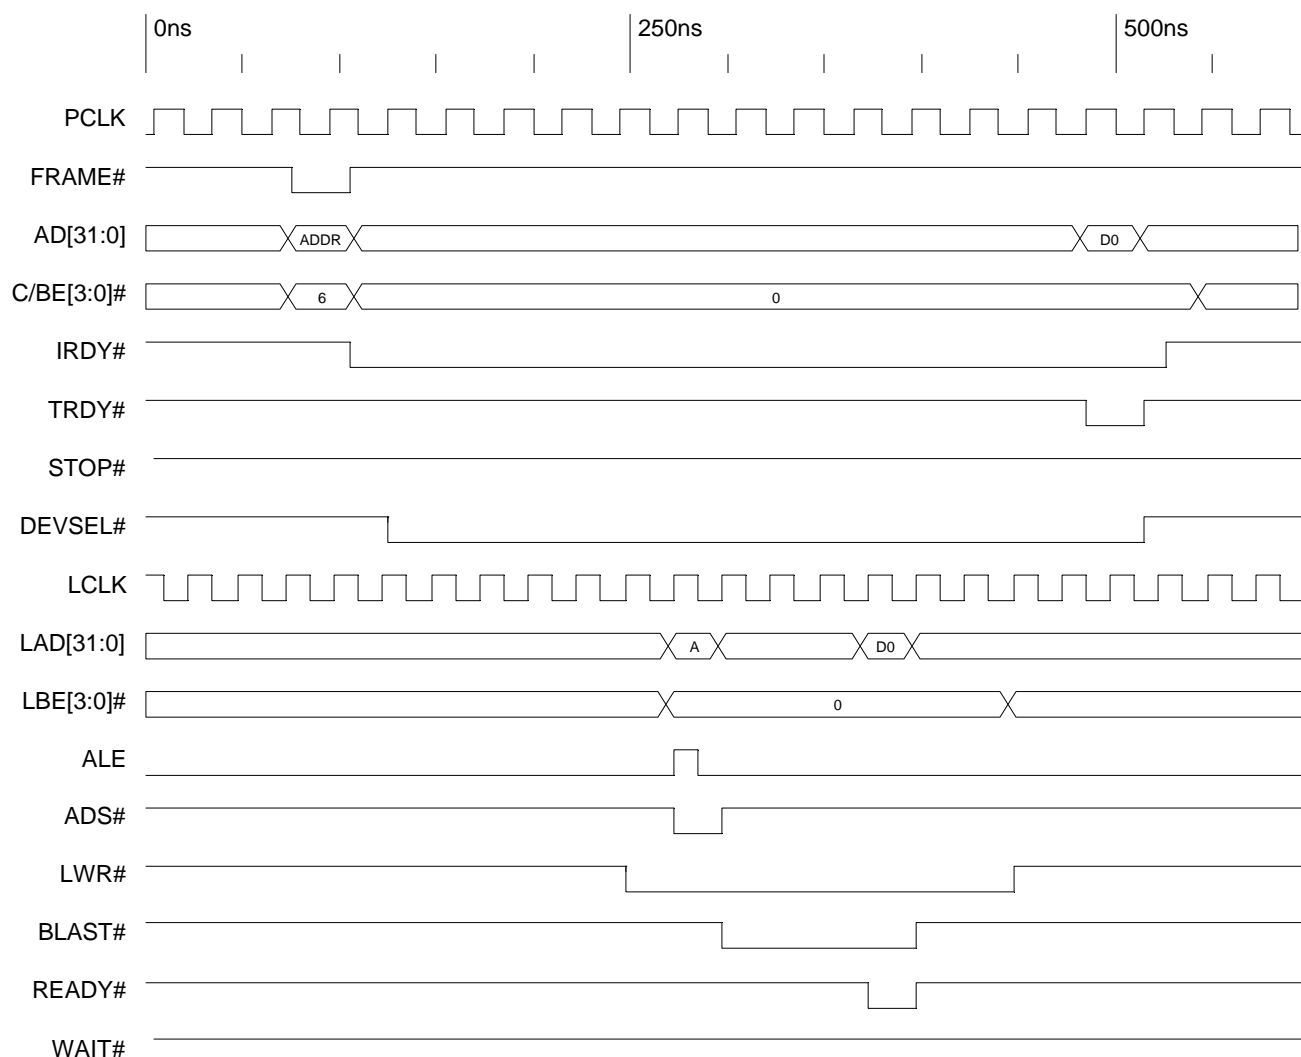 0ns 250ns 500ns
PCLK
FRAME#
AD[31:0] ADDR D0
C/BE[3:0]# 6 0
IRDY#
TRDY#
STOP#
DEVSEL#
LCLK
LAD[31:0] A D0
LBE[3:0]# 0
ALE
ADS#
LWR#
BLAST#
READY#
WAIT#